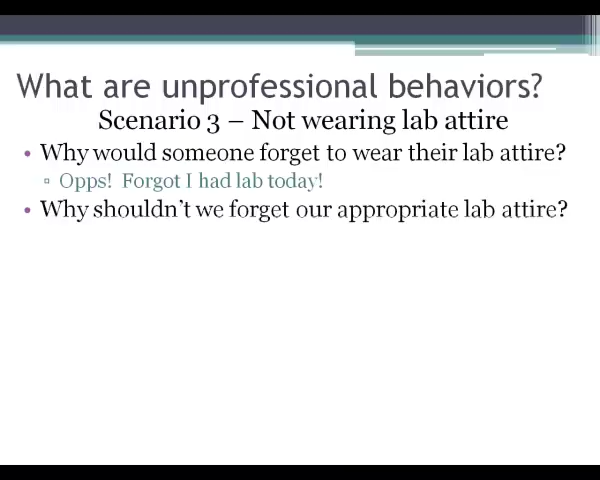 What are unprofessional behaviors?
Scenario 3 – Not wearing lab attire
• Why would someone forget to wear their lab attire?
▫ Opps! Forgot I had lab today!
• Why shouldn't we forget our appropriate lab attire?